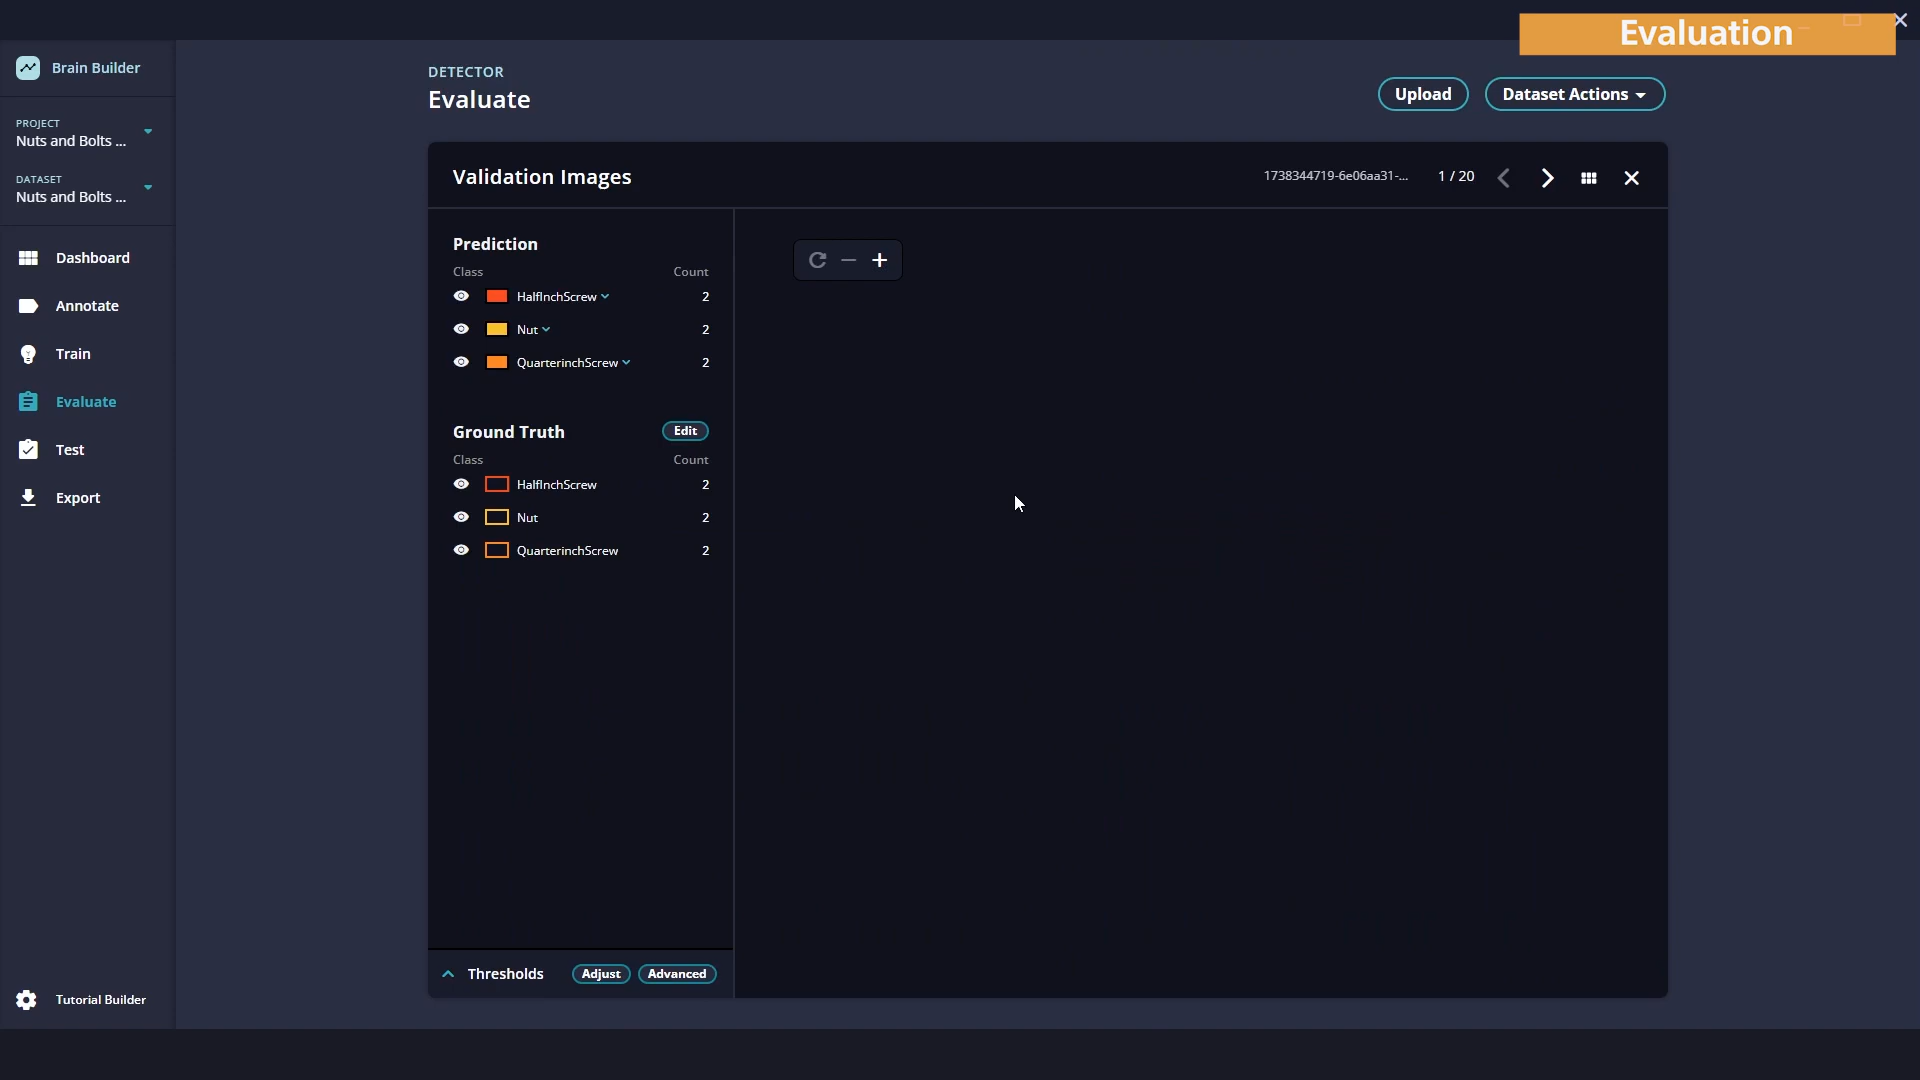 Evaluation
Brain Builder
PROJECT
Nuts and Bolts ...
DATASET
Nuts and Bolts ...
Dashboard
Annotate
Train
Evaluate
Test
Export
Tutorial Builder
DETECTOR
Evaluate
Upload
Dataset Actions
Validation Images
1738344719-6e06aa31-...
1 / 20
Prediction
Class Count
HalfInchScrew 2
Nut 2
QuarterinchScrew 2
Ground Truth Edit
Class Count
HalfInchScrew 2
Nut 2
QuarterinchScrew 2
Thresholds Adjust Advanced